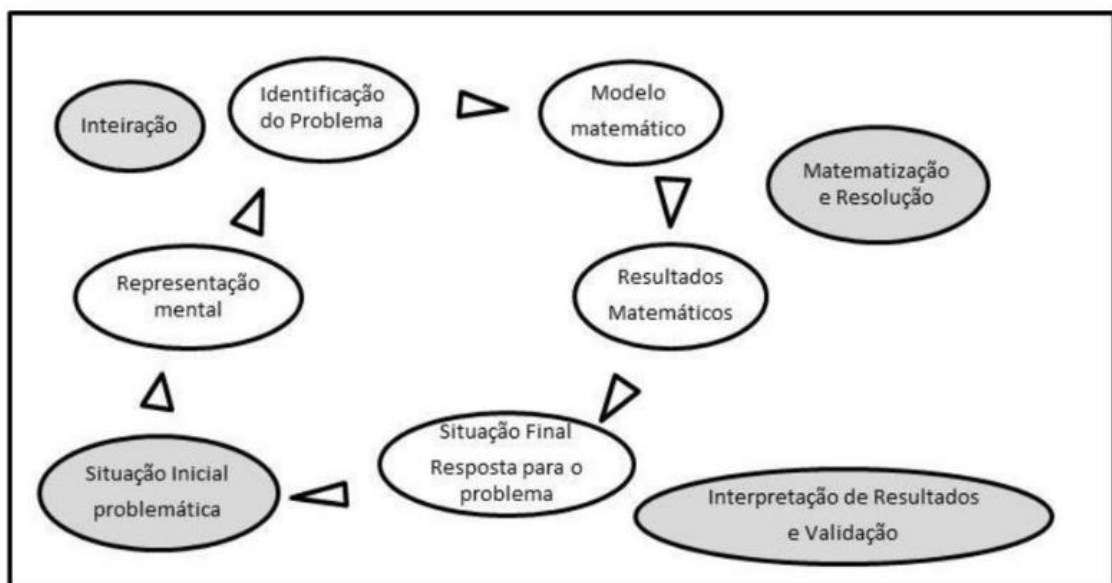 Inteiração
Identificação
do Problema
Modelo
matemático
Matematização
e Resolução
Representação
mental
Resultados
Matemáticos
Situação Inicial
problemática
Situação Final
Resposta para o
problema
Interpretação de Resultados
e Validação